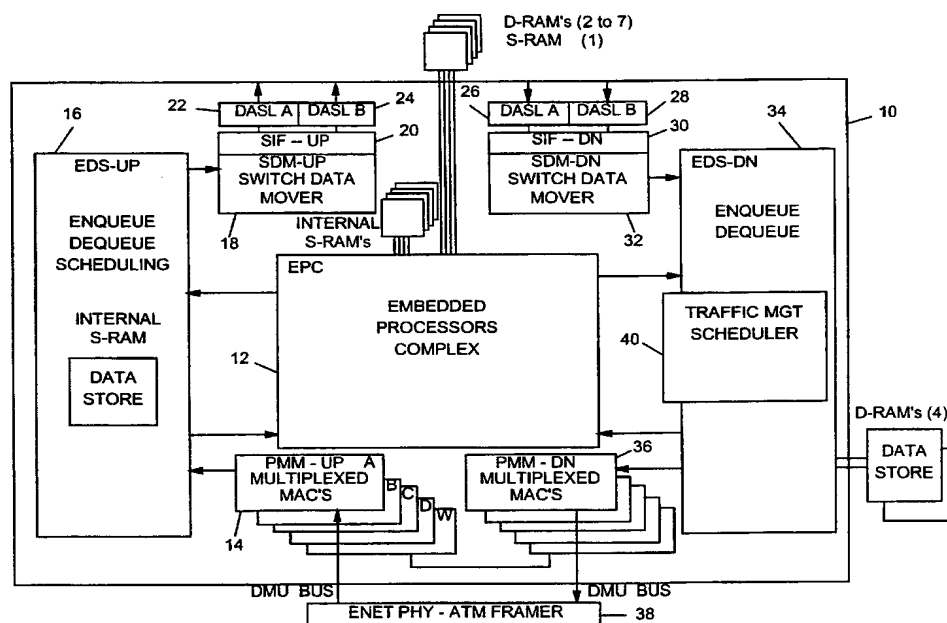 D-RAM's (2 to 7)
S-RAM (1)
16
22
DASL A
DASL B
24
26
DASL A
DASL B
28
34
10
20
SIF – UP
SDM-UP
SWITCH DATA
MOVER
18
30
SIF – DN
SDM-DN
SWITCH DATA
MOVER
32
EDS-UP
ENQUEUE
DEQUEUE
SCHEDULING
INTERNAL
S-RAM
DATA
STORE
INTERNAL
S-RAM's
EPC
EMBEDDED
PROCESSORS
COMPLEX
12
EDS-DN
ENQUEUE
DEQUEUE
TRAFFIC MGT
SCHEDULER
40
D-RAM's (4)
DATA
STORE
PMM - UP A
MULTIPLEXED
MAC'S
B
C
D
W
14
PMM - DN
MULTIPLEXED
MAC'S
36
DMU BUS
DMU BUS
ENET PHY - ATM FRAMER
38